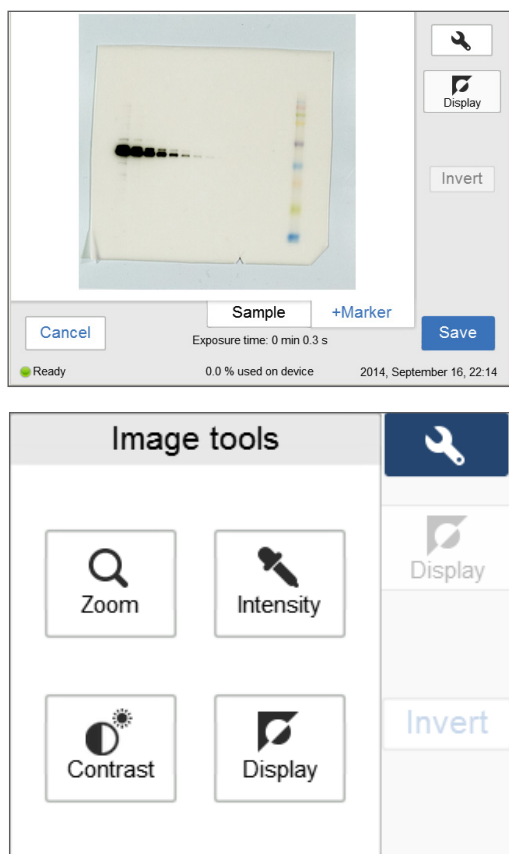 Display
Invert
Sample
+Marker
Cancel
Exposure time: 0 min 0.3 s
Save
Ready
0.0 % used on device
2014, September 16, 22:14
Image tools
Zoom
Intensity
Display
Contrast
Display
Invert